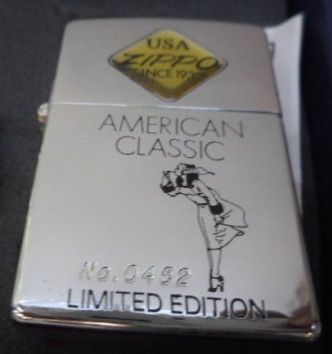 USA
ZIPPO
SINCE 1932
AMERICAN
CLASSIC
No.0452
LIMITED EDITION